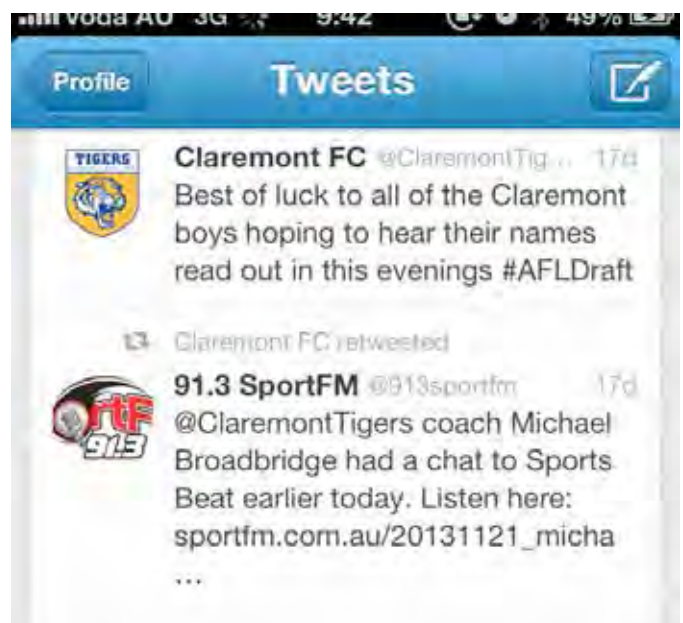 Voda AU 3G 9:42 49%
Profile Tweets
TIGERS
Claremont FC @ClaremontTig... 17d
Best of luck to all of the Claremont
boys hoping to hear their names
read out in this evenings #AFLDraft
Claremont FC retweeted
91.3 SportFM @913sportfm 17d
@ClaremontTigers coach Michael
Broadbridge had a chat to Sports
Beat earlier today. Listen here:
sportfm.com.au/20131121_micha
...
ortF
91.3